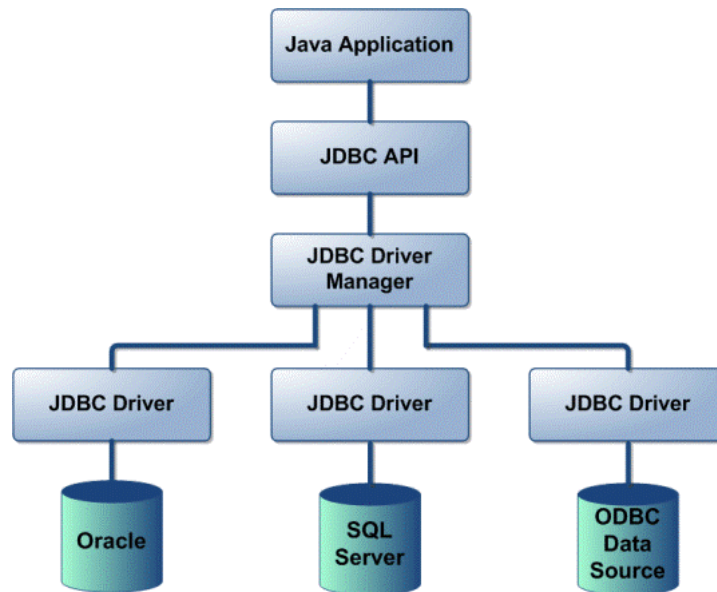 Java Application
JDBC API
JDBC Driver
Manager
JDBC Driver
JDBC Driver
JDBC Driver
Oracle
SQL
Server
ODBC
Data
Source